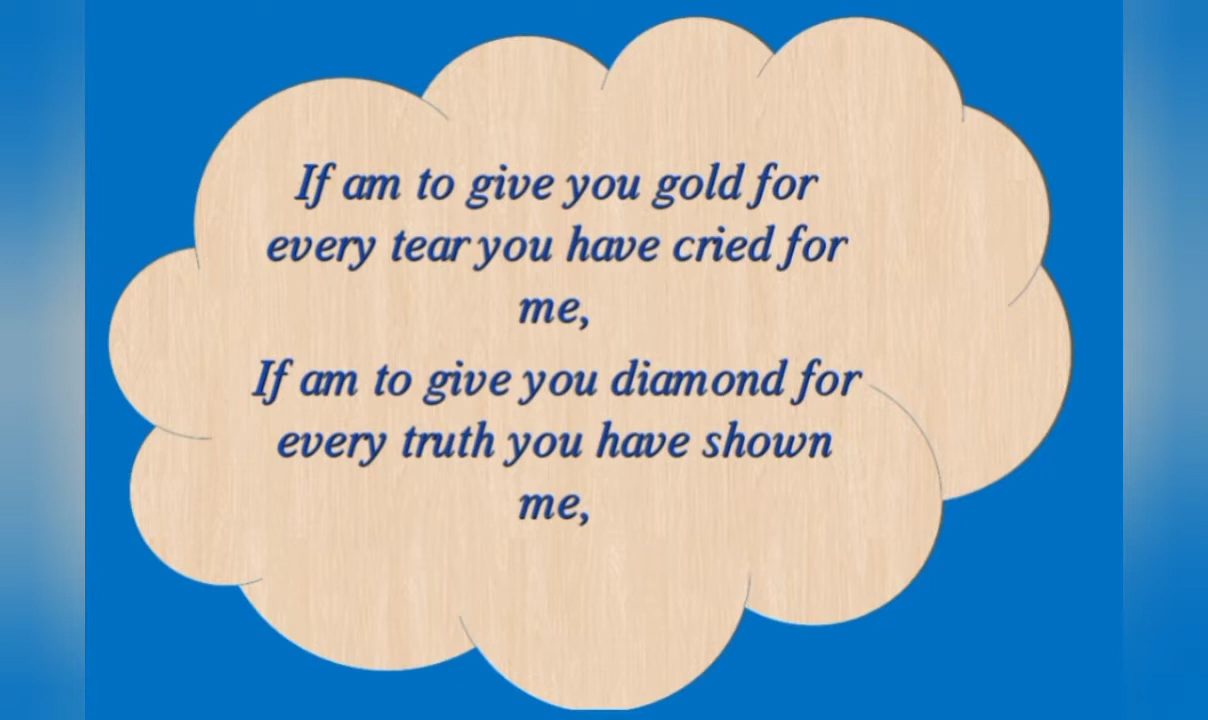 If am to give you gold for
every tear you have cried for
me,
If am to give you diamond for
every truth you have shown
me,